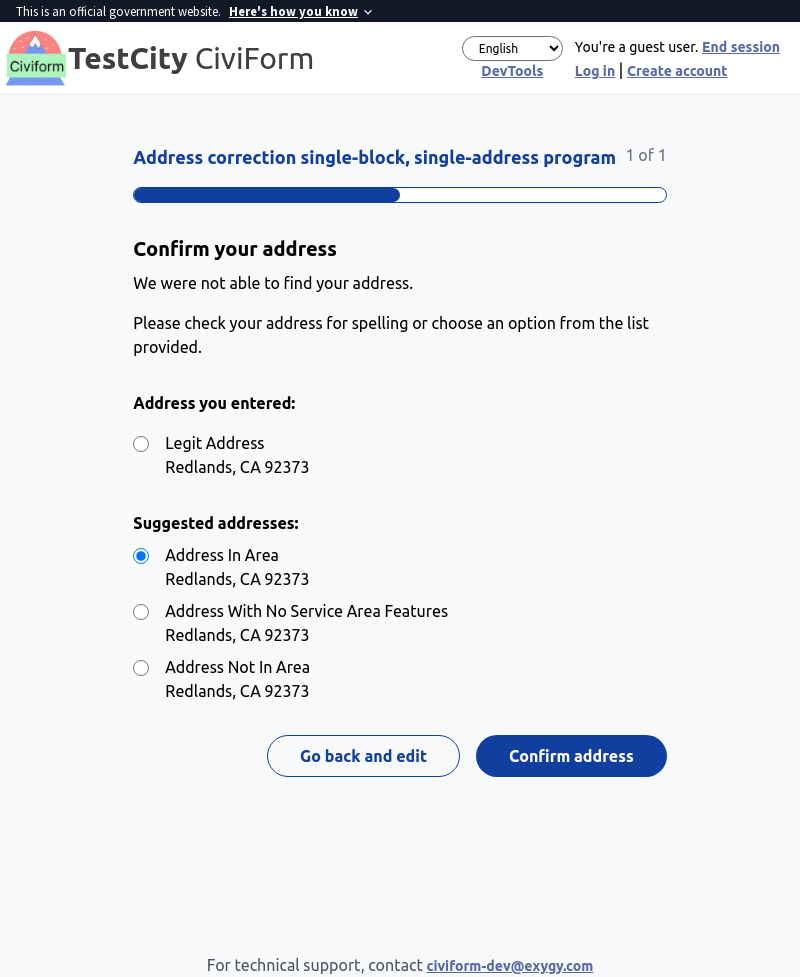 This is an official government website. Here's how you know
Civiform
TestCity CiviForm
English
You're a guest user. End session
DevTools
Log in | Create account
Address correction single-block, single-address program
1 of 1
Confirm your address
We were not able to find your address.
Please check your address for spelling or choose an option from the list
provided.
Address you entered:
Legit Address
Redlands, CA 92373
Suggested addresses:
Address In Area
Redlands, CA 92373
Address With No Service Area Features
Redlands, CA 92373
Address Not In Area
Redlands, CA 92373
Go back and edit
Confirm address
For technical support, contact civiform-dev@exygy.com